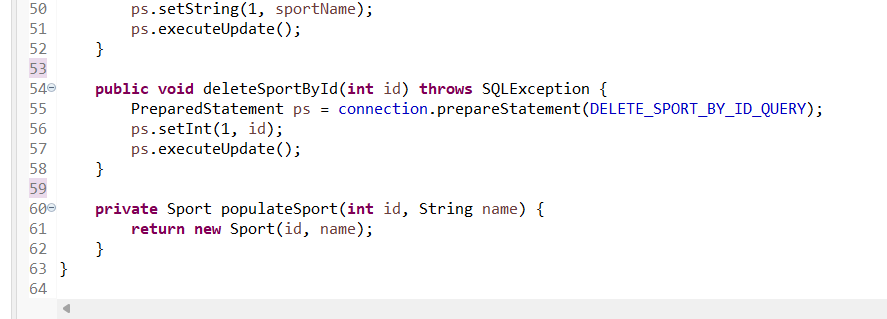 50 ps.setString(1, sportName);
51 ps.executeUpdate();
52 }
53
54 public void deleteSportById(int id) throws SQLException {
55 PreparedStatement ps = connection.prepareStatement(DELETE_SPORT_BY_ID_QUERY);
56 ps.setInt(1, id);
57 ps.executeUpdate();
58 }
59
60 private Sport populateSport(int id, String name) {
61 return new Sport(id, name);
62 }
63 }
64